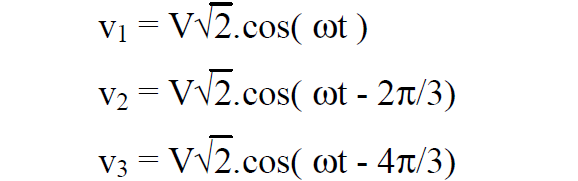 v₁ = V√2.cos( ωt )
v₂ = V√2.cos( ωt - 2π/3)
v₃ = V√2.cos( ωt - 4π/3)